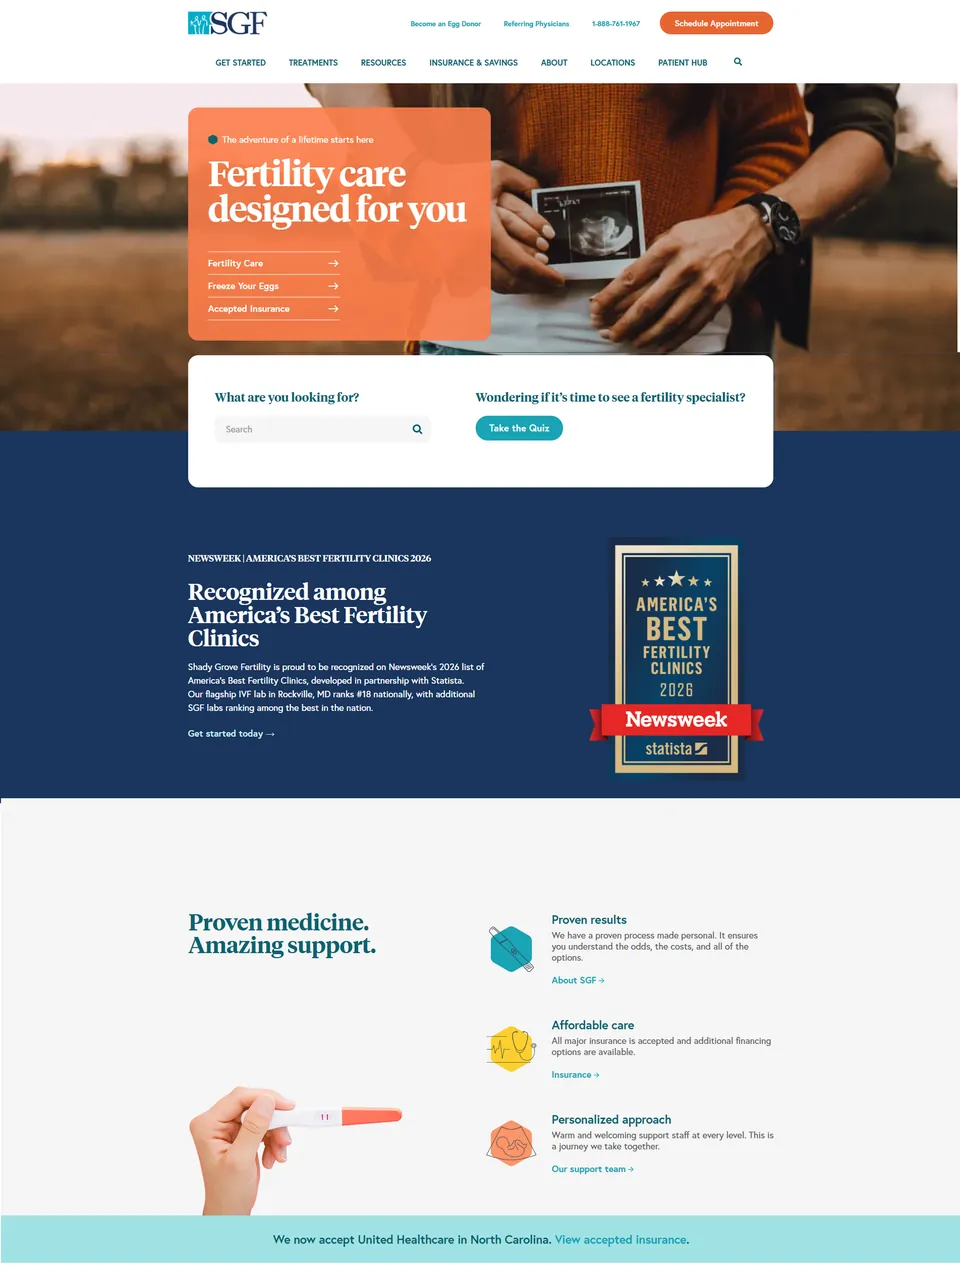 SGF
Become an Egg Donor
Referring Physicians
1-888-761-1967
Schedule Appointment
GET STARTED
TREATMENTS
RESOURCES
INSURANCE & SAVINGS
ABOUT
LOCATIONS
PATIENT HUB
The adventure of a lifetime starts here
Fertility care
designed for you
Fertility Care →
Freeze Your Eggs →
Accepted Insurance →
What are you looking for?
Search
Wondering if it's time to see a fertility specialist?
Take the Quiz
NEWSWEEK | AMERICA'S BEST FERTILITY CLINICS 2026
Recognized among
America's Best Fertility
Clinics
Shady Grove Fertility is proud to be recognized on Newsweek's 2026 list of
America's Best Fertility Clinics, developed in partnership with Statista.
Our flagship IVF lab in Rockville, MD ranks #18 nationally, with additional
SGF labs ranking among the best in the nation.
Get started today →
AMERICA'S
BEST
FERTILITY
CLINICS
2026
Newsweek
statista
Proven medicine.
Amazing support.
Proven results
We have a proven process made personal. It ensures
you understand the odds, the costs, and all of the
options.
About SGF →
Affordable care
All major insurance is accepted and additional financing
options are available.
Insurance →
Personalized approach
Warm and welcoming support staff at every level. This is
a journey we take together.
Our support team →
We now accept United Healthcare in North Carolina. View accepted insurance.